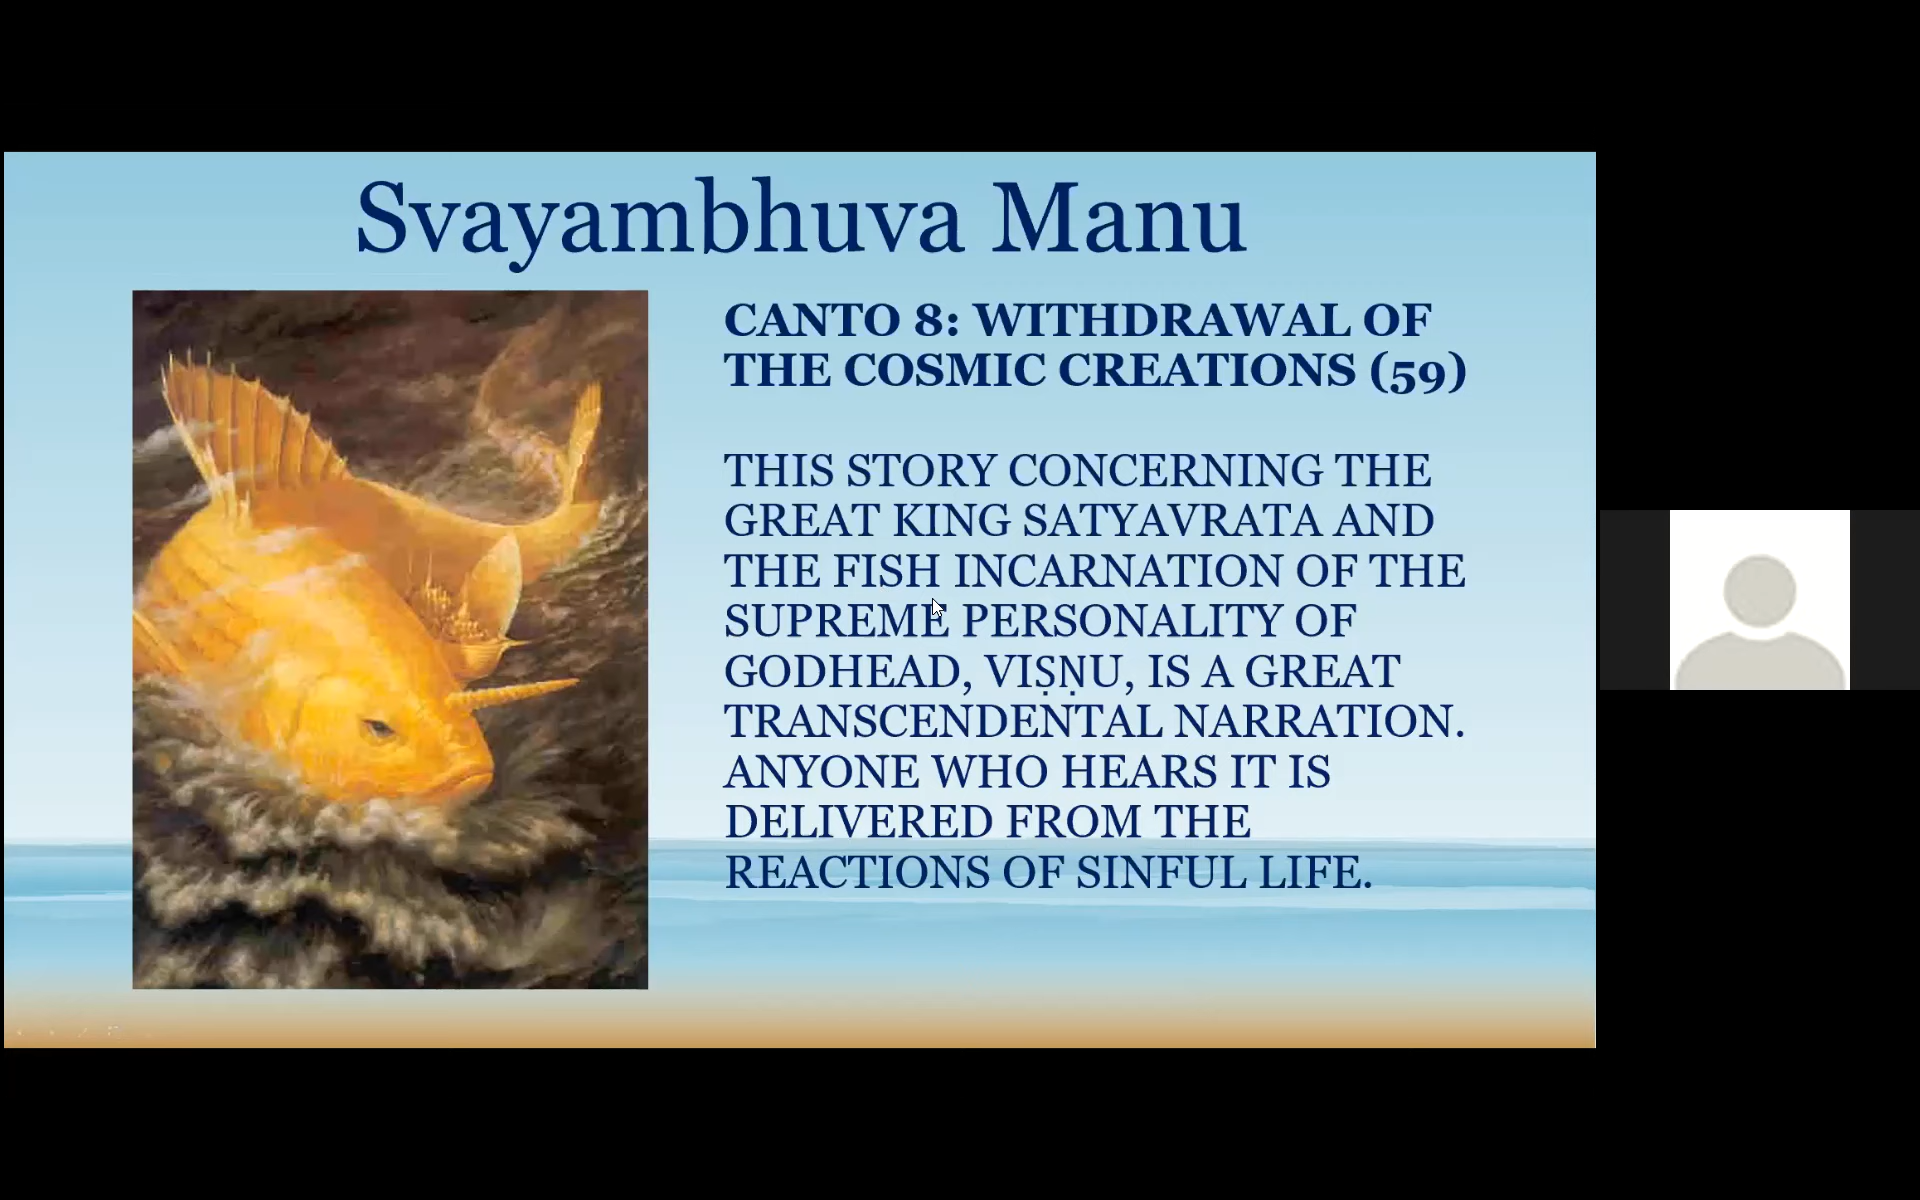 Svayambhuva Manu
CANTO 8: WITHDRAWAL OF
THE COSMIC CREATIONS (59)
THIS STORY CONCERNING THE
GREAT KING SATYAVRATA AND
THE FISH INCARNATION OF THE
SUPREME PERSONALITY OF
GODHEAD, VIṢṆU, IS A GREAT
TRANSCENDENTAL NARRATION.
ANYONE WHO HEARS IT IS
DELIVERED FROM THE
REACTIONS OF SINFUL LIFE.